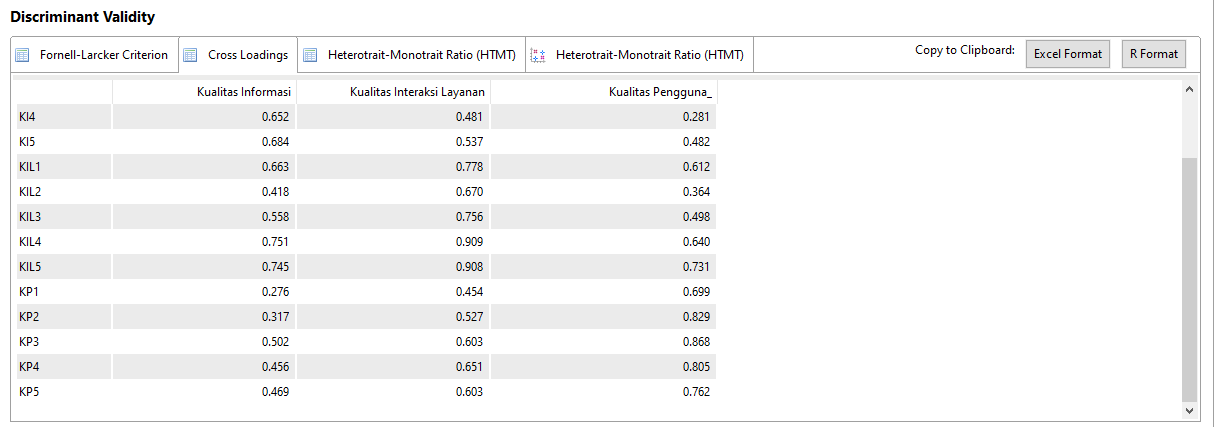 Discriminant Validity
Fornell-Larcker Criterion Cross Loadings Heterotrait-Monotrait Ratio (HTMT) Heterotrait-Monotrait Ratio (HTMT) Copy to Clipboard: Excel Format R Format
Kualitas Informasi Kualitas Interaksi Layanan Kualitas Pengguna_
KI4 0.652 0.481 0.281
KI5 0.684 0.537 0.482
KIL1 0.663 0.778 0.612
KIL2 0.418 0.670 0.364
KIL3 0.558 0.756 0.498
KIL4 0.751 0.909 0.640
KIL5 0.745 0.908 0.731
KP1 0.276 0.454 0.699
KP2 0.317 0.527 0.829
KP3 0.502 0.603 0.868
KP4 0.456 0.651 0.805
KP5 0.469 0.603 0.762